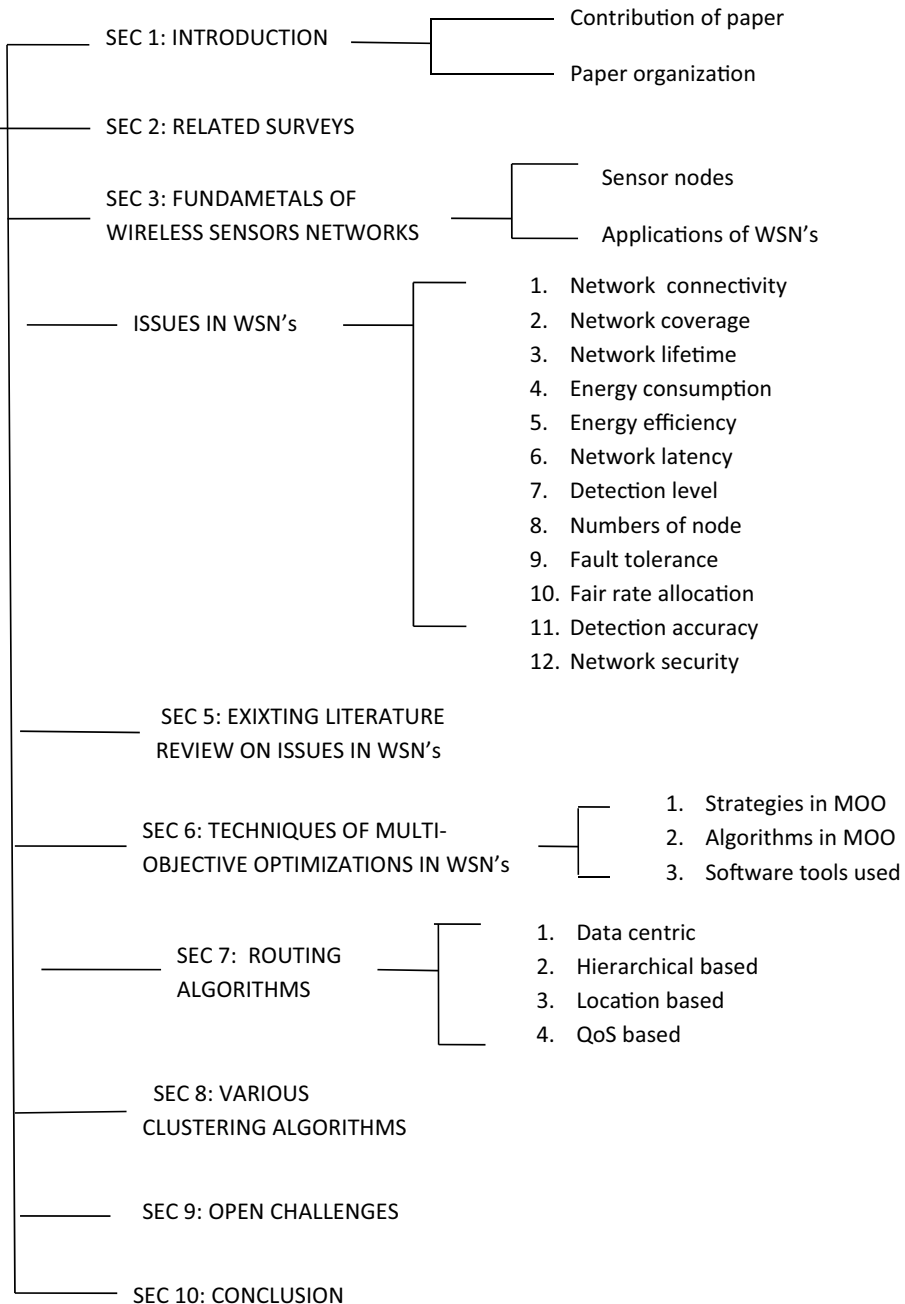 SEC 1: INTRODUCTION
Contribution of paper
Paper organization
SEC 2: RELATED SURVEYS
SEC 3: FUNDAMETALS OF
WIRELESS SENSORS NETWORKS
Sensor nodes
Applications of WSN's
ISSUES IN WSN's
1. Network connectivity
2. Network coverage
3. Network lifetime
4. Energy consumption
5. Energy efficiency
6. Network latency
7. Detection level
8. Numbers of node
9. Fault tolerance
10. Fair rate allocation
11. Detection accuracy
12. Network security
SEC 5: EXIXTING LITERATURE
REVIEW ON ISSUES IN WSN's
SEC 6: TECHNIQUES OF MULTI-
OBJECTIVE OPTIMIZATIONS IN WSN's
1. Strategies in MOO
2. Algorithms in MOO
3. Software tools used
SEC 7: ROUTING
ALGORITHMS
1. Data centric
2. Hierarchical based
3. Location based
4. QoS based
SEC 8: VARIOUS
CLUSTERING ALGORITHMS
SEC 9: OPEN CHALLENGES
SEC 10: CONCLUSION